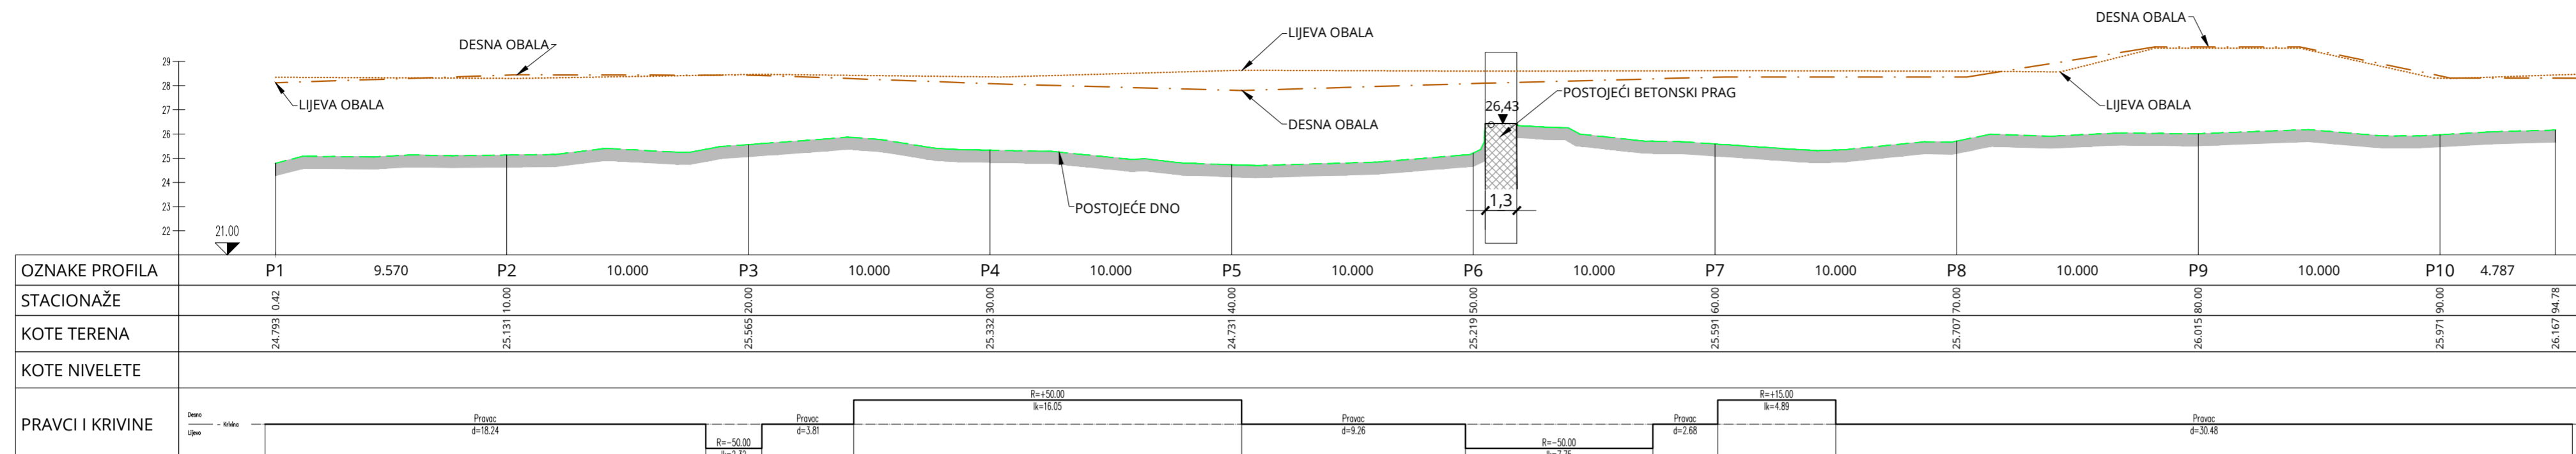 DESNA OBALA
LIJEVA OBALA
DESNA OBALA
29
28
27
26
25
24
23
22
21.00
LIJEVA OBALA
DESNA OBALA
26,43
POSTOJEĆI BETONSKI PRAG
LIJEVA OBALA
POSTOJEĆE DNO
1,3
OZNAKE PROFILA P1 9.570 P2 10.000 P3 10.000 P4 10.000 P5 10.000 P6 10.000 P7 10.000 P8 10.000 P9 10.000 P10 4.787
STACIONAŽE 0.42 10.00 20.00 30.00 40.00 50.00 60.00 70.00 80.00 90.00 94.78
KOTE TERENA 24.793 25.131 25.565 25.332 24.731 25.219 25.591 25.707 26.015 25.971 26.167
KOTE NIVELETE
PRAVCI I KRIVINE
Desno
Lijevo
- Krivina
Pravac
d=18.24
R=-50.00
Pravac
d=3.81
R=+50.00
lk=16.05
Pravac
d=9.26
R=-50.00
lk=7.75
Pravac
d=2.68
R=+15.00
lk=4.89
Pravac
d=30.48